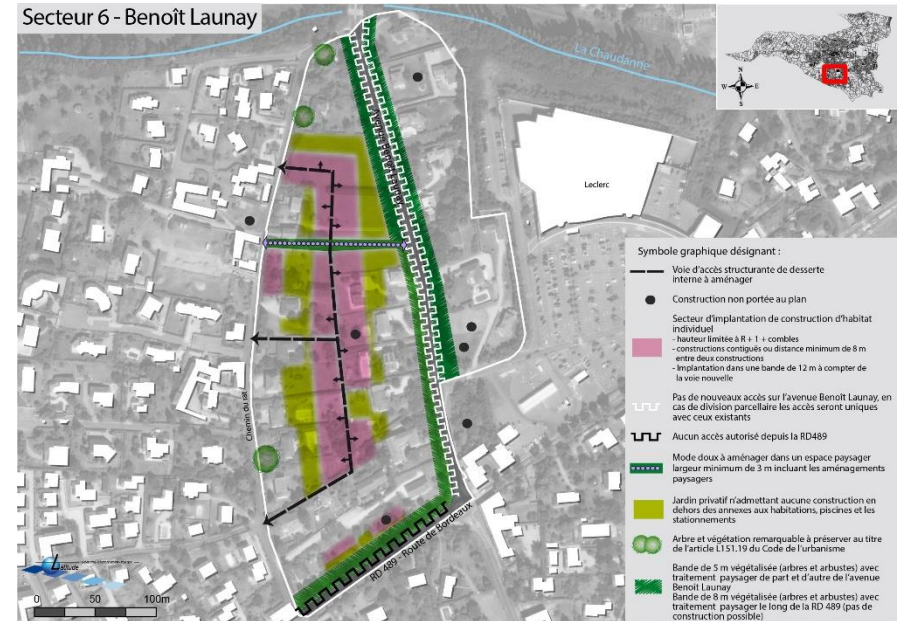 Secteur 6 - Benoît Launay
La Chaudanne
N
W
E
S
Leclerc
Chemin du rat
RD 489 - Route de Bordeaux
Latitude
0 50 100m
Symbole graphique désignant :
Voie d'accès structurante de desserte
interne à aménager
Construction non portée au plan
Secteur d'implantation de construction d'habitat
individuel
- hauteur limitée à R + 1 + combles
- constructions contiguës ou distance minimum de 8 m
entre deux constructions
- Implantation dans une bande de 12 m à compter de
la voie nouvelle
Pas de nouveaux accès sur l'avenue Benoît Launay, en
cas de division parcellaire les accès seront uniques
avec ceux existants
Aucun accès autorisé depuis la RD489
Mode doux à aménager dans un espace paysager
largeur minimum de 3 m incluant les aménagements
paysagers
Jardin privatif n'admettant aucune construction en
dehors des annexes aux habitations, piscines et les
stationnements
Arbre et végétation remarquable à préserver au titre
de l'article L151.19 du Code de l'urbanisme
Bande de 5 m végétalisée (arbres et arbustes) avec
traitement paysager de part et d'autre de l'avenue
Benoît Launay
Bande de 8 m végétalisée (arbres et arbustes) avec
traitement paysager le long de la RD 489 (pas de
construction possible)